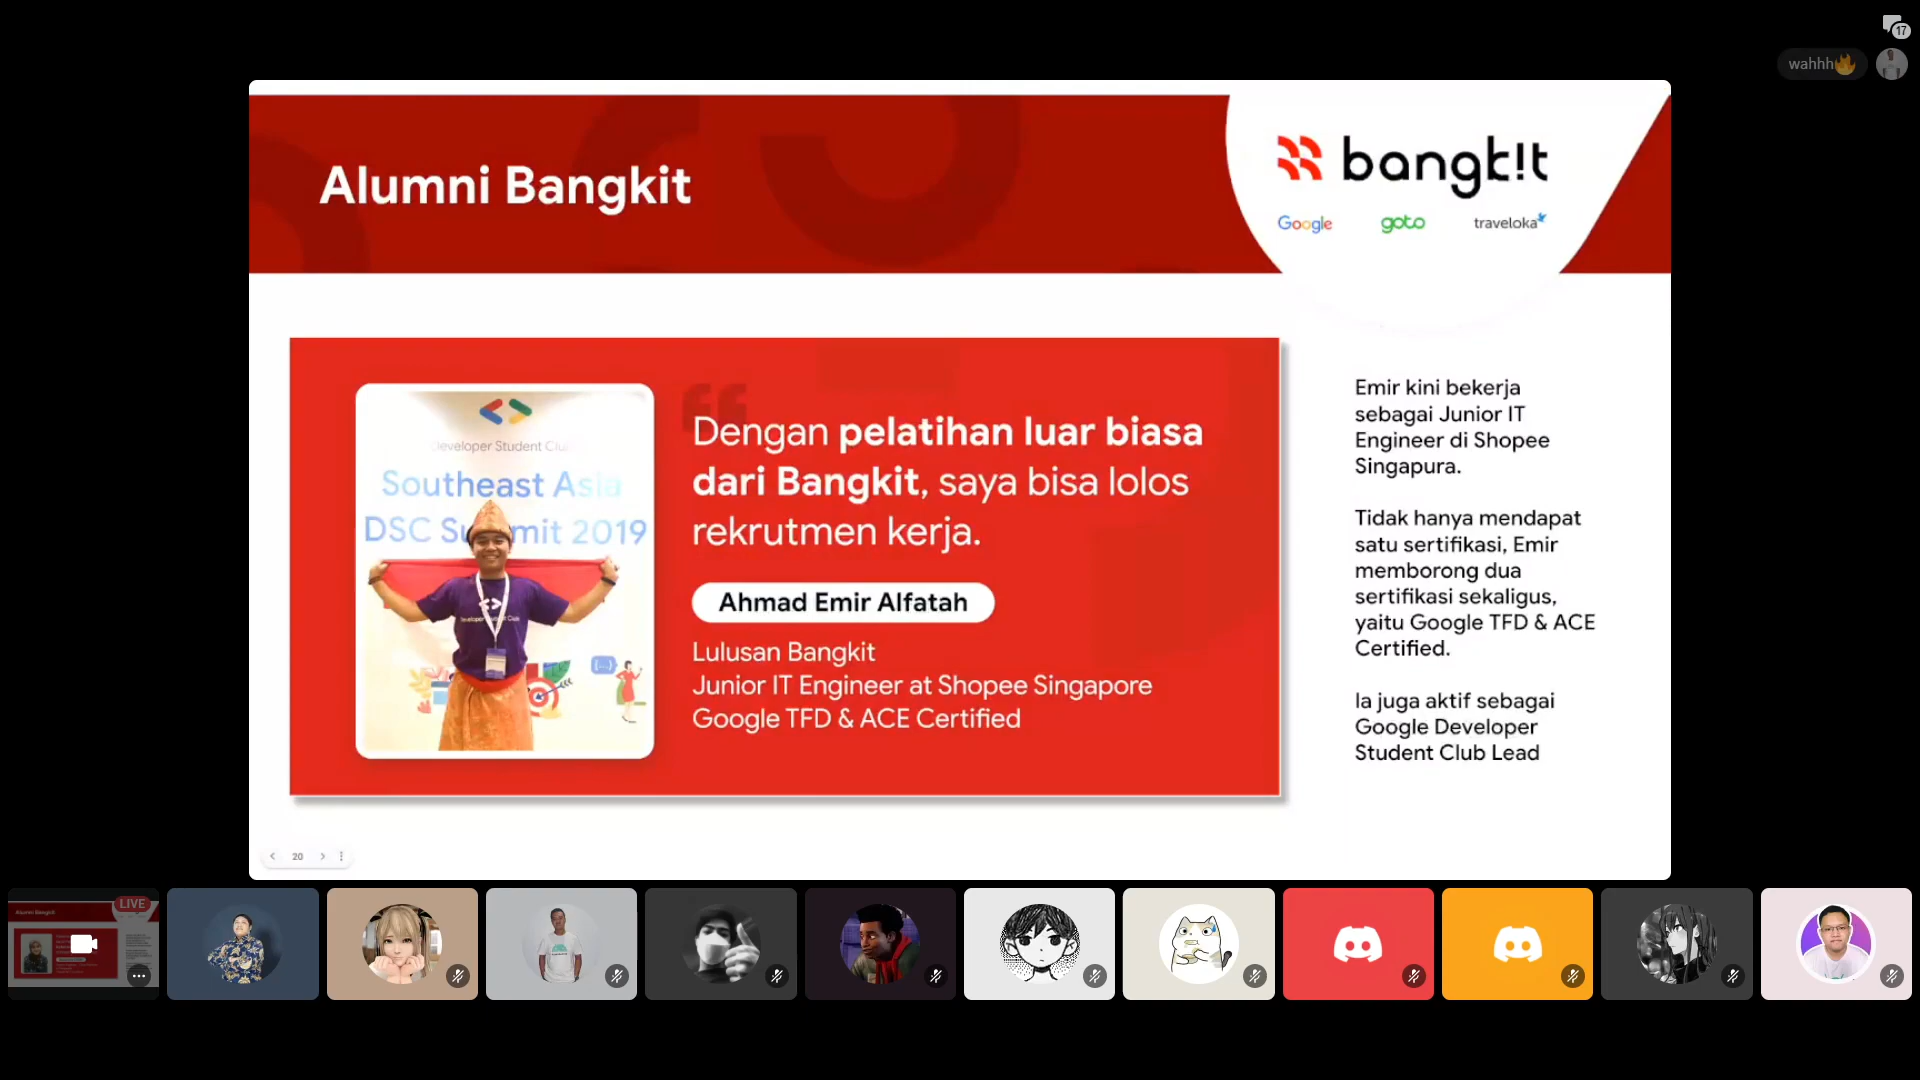 17
wahhh🔥
Alumni Bangkit
bangk!t
Google goto traveloka
Developer Student Club
Southeast Asia
DSC Summit 2019
Dengan pelatihan luar biasa
dari Bangkit, saya bisa lolos
rekrutmen kerja.
Ahmad Emir Alfatah
Lulusan Bangkit
Junior IT Engineer at Shopee Singapore
Google TFD & ACE Certified
Emir kini bekerja
sebagai Junior IT
Engineer di Shopee
Singapura.
Tidak hanya mendapat
satu sertifikasi, Emir
memborong dua
sertifikasi sekaligus,
yaitu Google TFD & ACE
Certified.
Ia juga aktif sebagai
Google Developer
Student Club Lead
20
LIVE
Alumni Bangkit